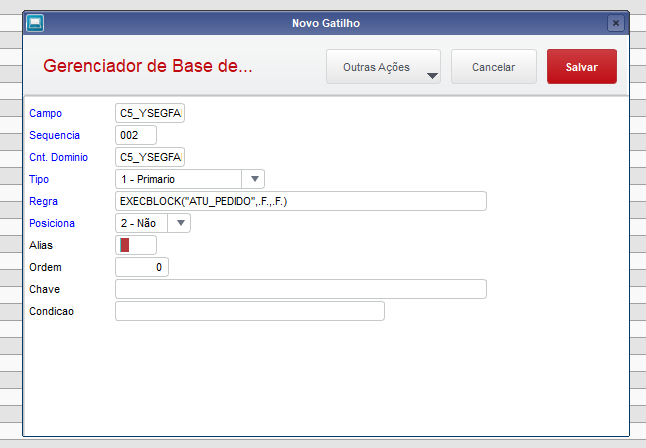 Novo Gatilho
Gerenciador de Base de...
Outras Ações
Cancelar
Salvar
Campo C5_YSEGFA
Sequencia 002
Cnt. Dominio C5_YSEGFA
Tipo 1 - Primario
Regra EXECBLOCK("ATU_PEDIDO",.F.,.F.)
Posiciona 2 - Não
Alias
Ordem 0
Chave
Condicao